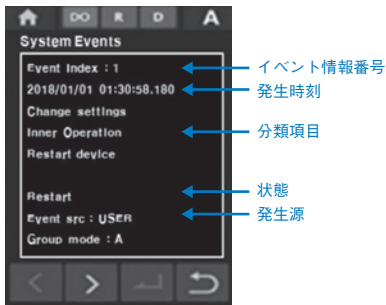 DO R D A
System Events
Event Index : 1
イベント情報番号
2018/01/01 01:30:58.180
発生時刻
Change settings
Inner Operation
分類項目
Restart device
Restart
状態
Event src : USER
発生源
Group mode : A